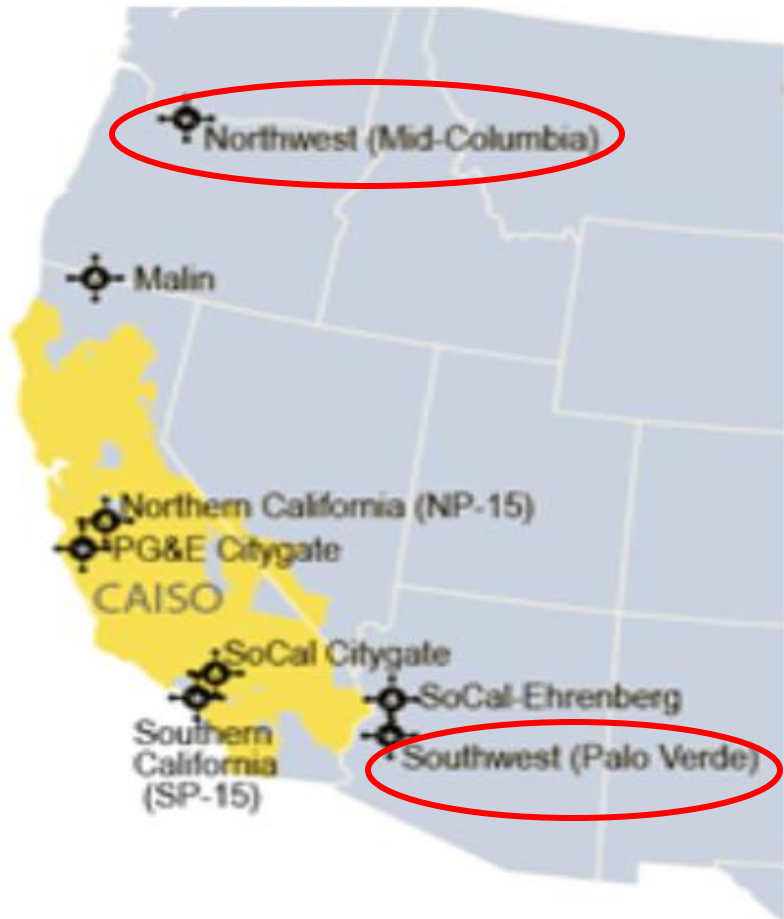 Northwest (Mid-Columbia)
Malin
Northern California (NP-15)
PG&E Citygate
CAISO
SoCal Citygate
SoCal-Ehrenberg
Southern
California
(SP-15)
Southwest (Palo Verde)